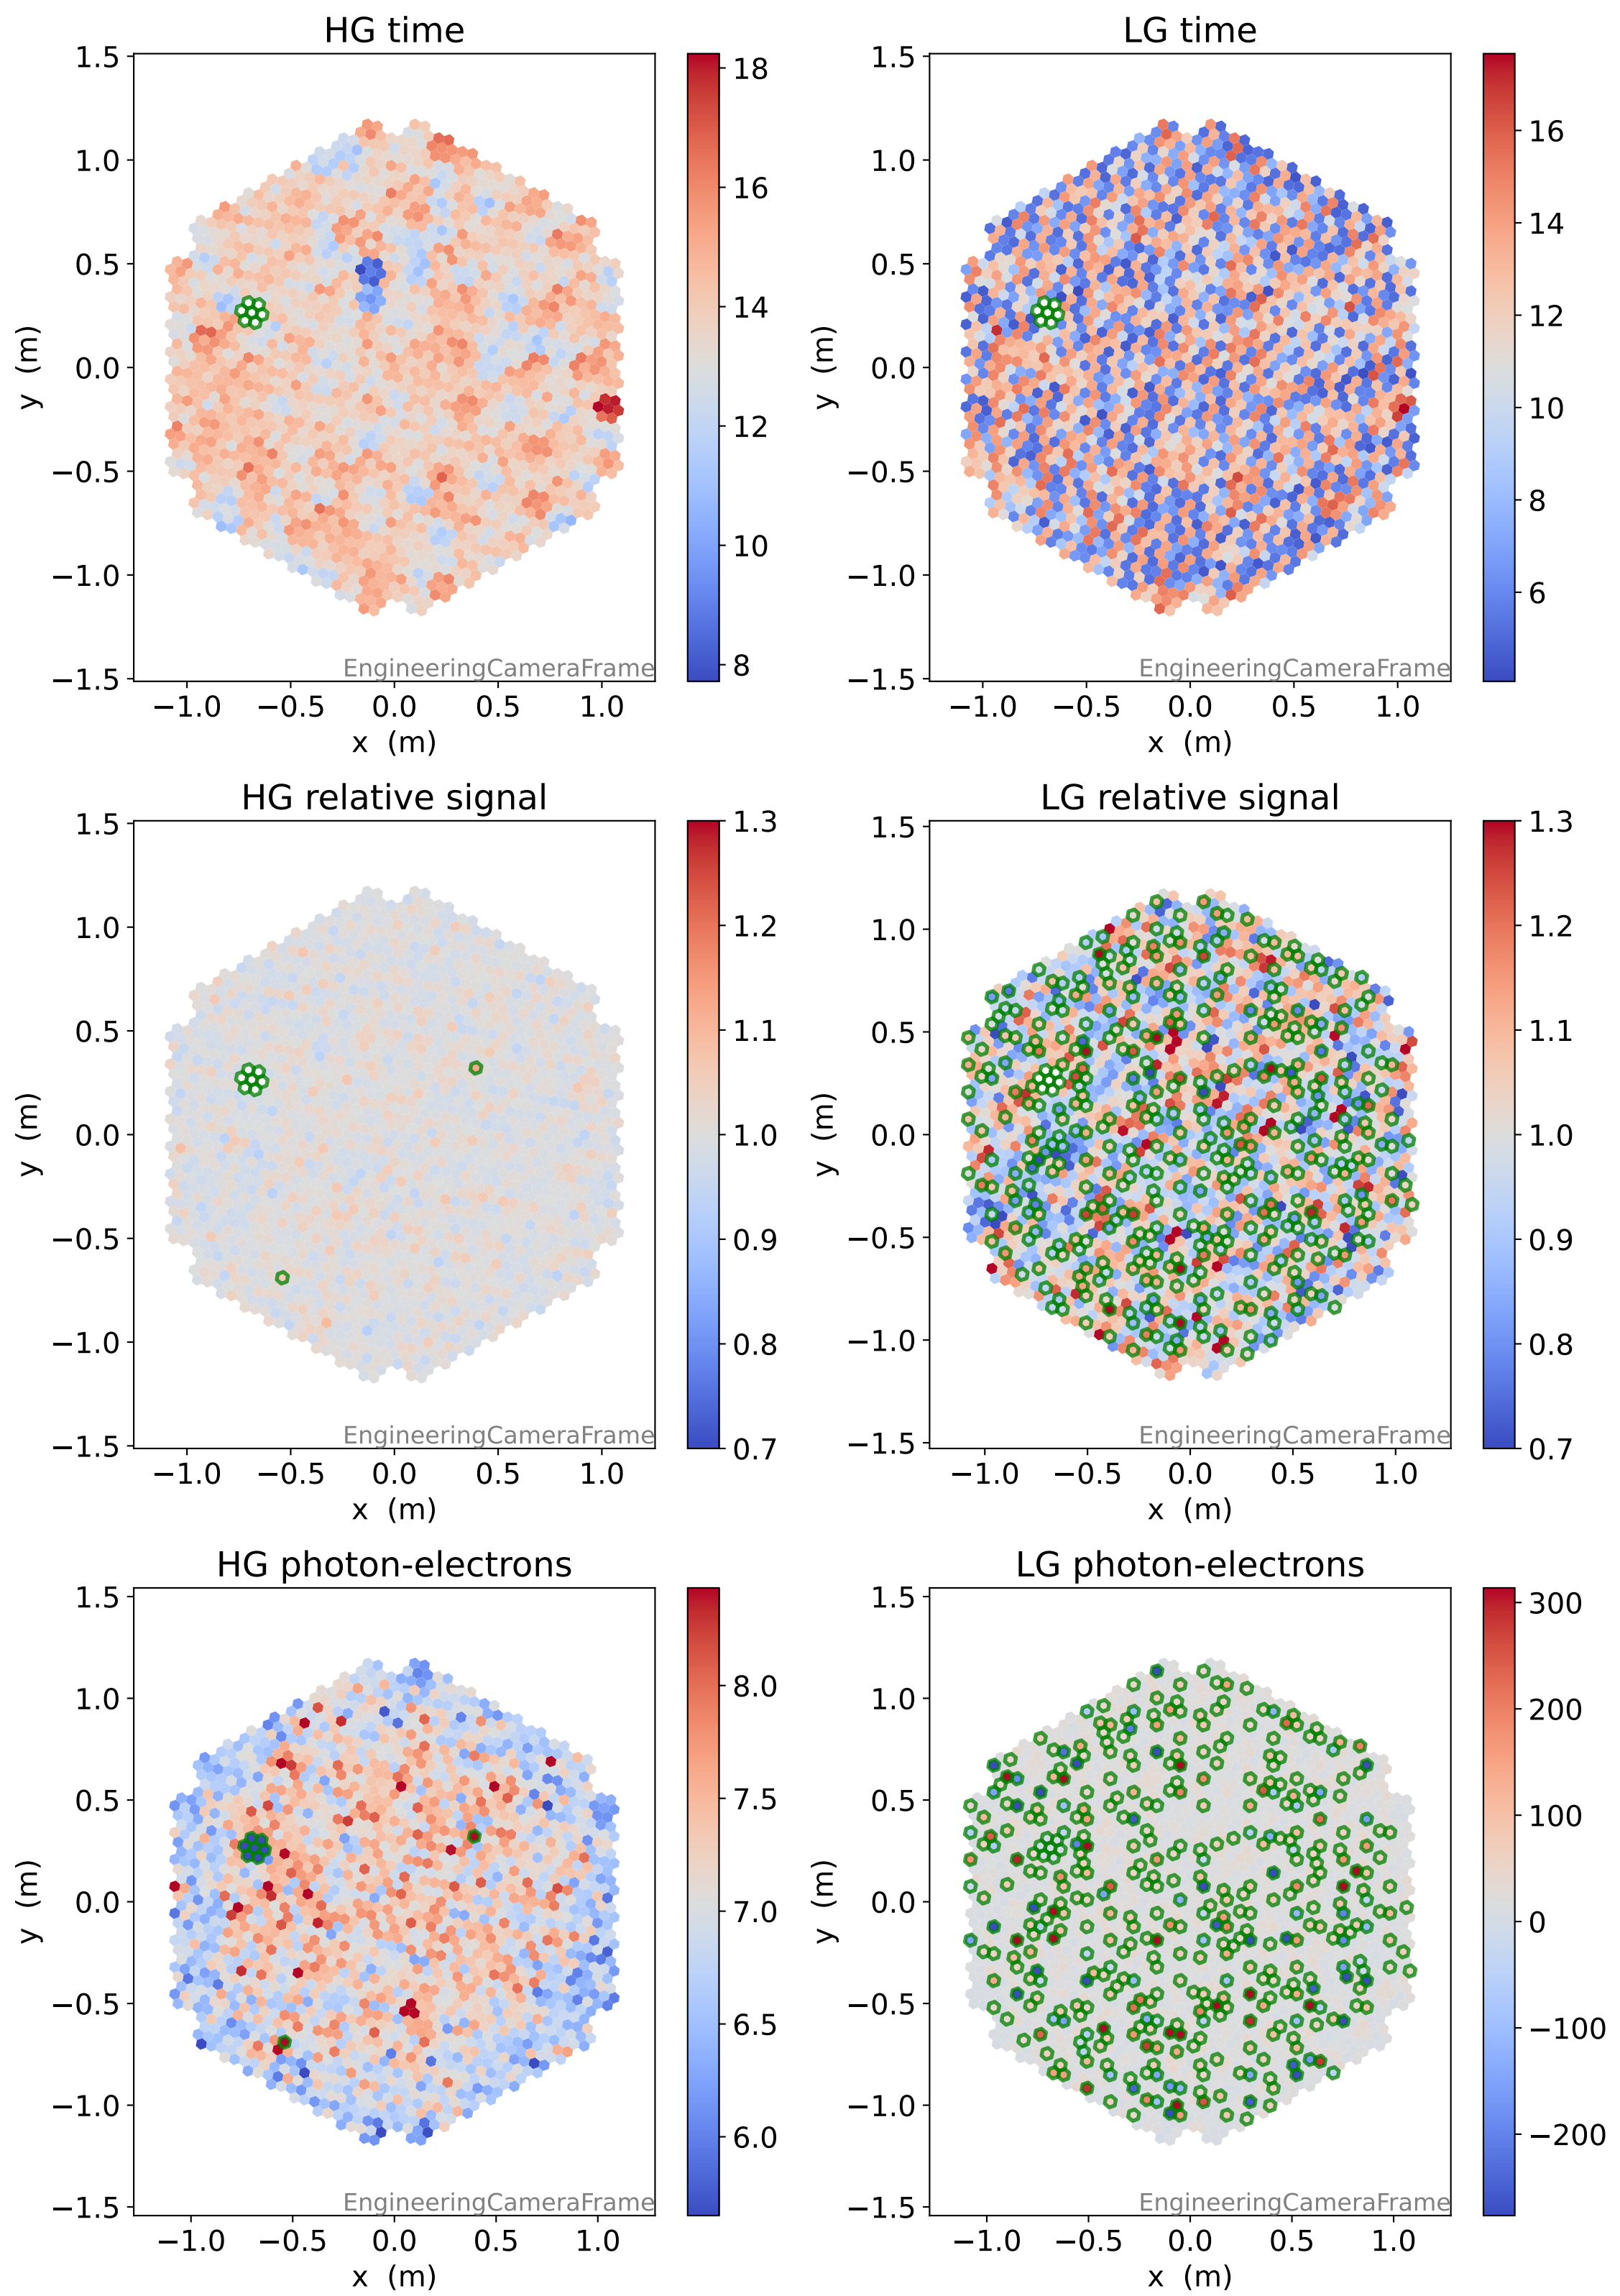 HG time
1.5
1.0
0.5
0.0
−0.5
−1.0
−1.5
y (m)
−1.0 −0.5 0.0 0.5 1.0
x (m)
EngineeringCameraFrame
18
16
14
12
10
8
LG time
1.5
1.0
0.5
0.0
−0.5
−1.0
−1.5
y (m)
−1.0 −0.5 0.0 0.5 1.0
x (m)
EngineeringCameraFrame
16
14
12
10
8
6
HG relative signal
1.5
1.0
0.5
0.0
−0.5
−1.0
−1.5
y (m)
−1.0 −0.5 0.0 0.5 1.0
x (m)
EngineeringCameraFrame
1.3
1.2
1.1
1.0
0.9
0.8
0.7
LG relative signal
1.5
1.0
0.5
0.0
−0.5
−1.0
−1.5
y (m)
−1.0 −0.5 0.0 0.5 1.0
x (m)
EngineeringCameraFrame
1.3
1.2
1.1
1.0
0.9
0.8
0.7
HG photon-electrons
1.5
1.0
0.5
0.0
−0.5
−1.0
−1.5
y (m)
−1.0 −0.5 0.0 0.5 1.0
x (m)
EngineeringCameraFrame
8.0
7.5
7.0
6.5
6.0
LG photon-electrons
1.5
1.0
0.5
0.0
−0.5
−1.0
−1.5
y (m)
−1.0 −0.5 0.0 0.5 1.0
x (m)
EngineeringCameraFrame
300
200
100
0
−100
−200